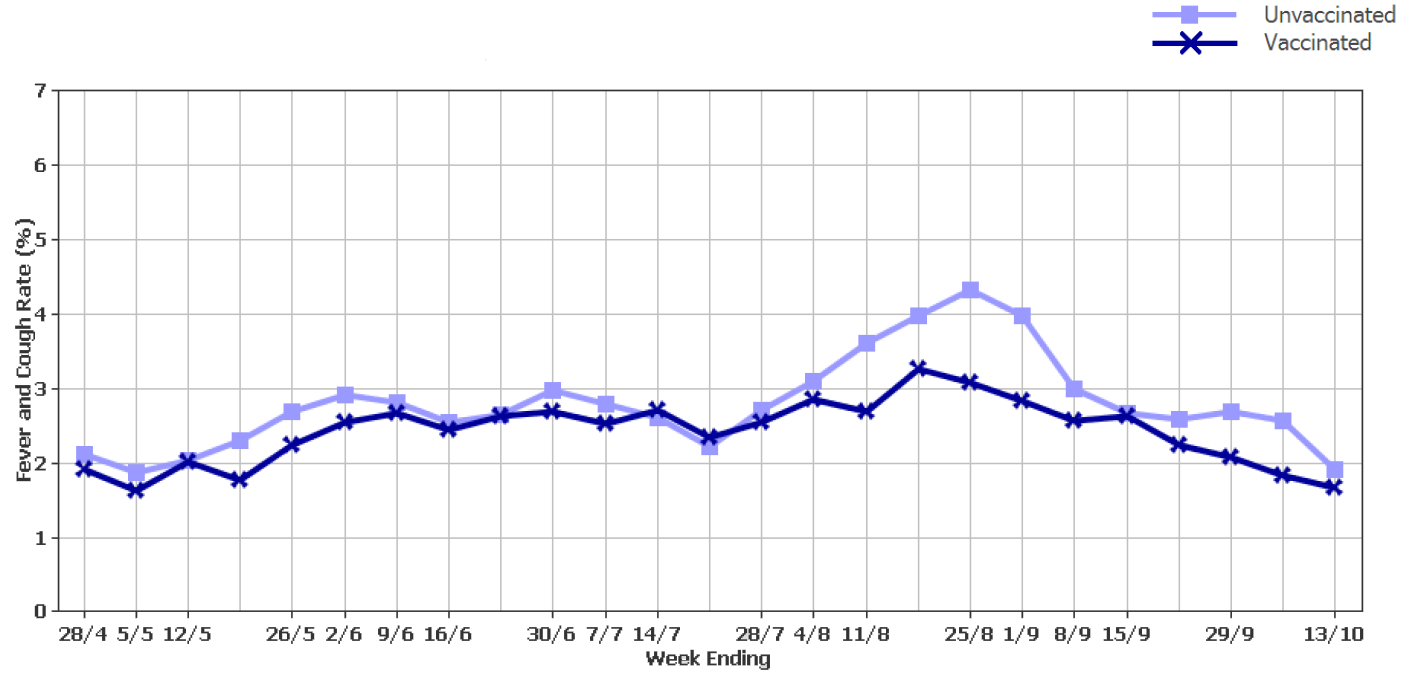 Unvaccinated
Vaccinated
Fever and Cough Rate (%)
7
6
5
4
3
2
1
0
28/4 5/5 12/5 26/5 2/6 9/6 16/6 30/6 7/7 14/7 28/7 4/8 11/8 25/8 1/9 8/9 15/9 29/9 13/10
Week Ending